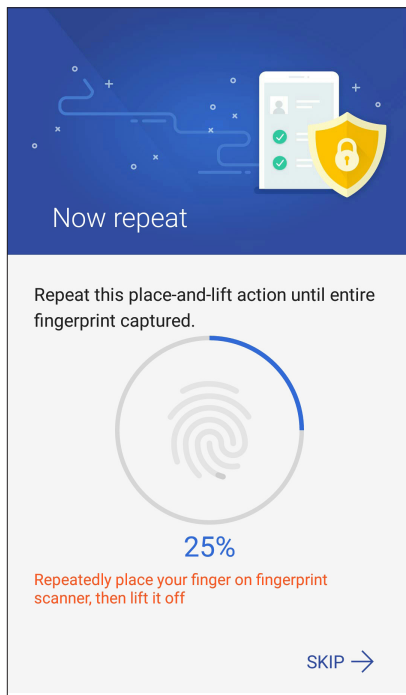 Now repeat
Repeat this place-and-lift action until entire
fingerprint captured.
25%
Repeatedly place your finger on fingerprint
scanner, then lift it off
SKIP